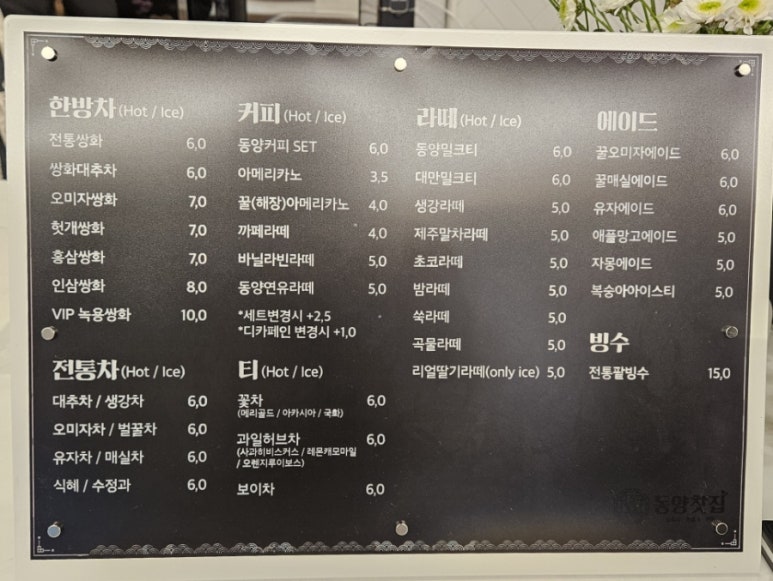 한방차 (Hot / Ice)
전통쌍화 6,0
쌍화대추차 6,0
오미자쌍화 7,0
헛개쌍화 7,0
홍삼쌍화 7,0
인삼쌍화 8,0
VIP 녹용쌍화 10,0
전통차 (Hot / Ice)
대추차 / 생강차 6,0
오미자차 / 벌꿀차 6,0
유자차 / 매실차 6,0
식혜 / 수정과 6,0
커피 (Hot / Ice)
동양커피 SET 6,0
아메리카노 3,5
꿀(해장)아메리카노 4,0
까페라떼 4,0
바닐라빈라떼 5,0
동양연유라떼 5,0
*세트변경시 +2,5
*디카페인 변경시 +1,0
티 (Hot / Ice)
꽃차 6,0
(메리골드 / 아카시아 / 국화)
과일허브차 6,0
(사과히비스커스 / 레몬캐모마일
/ 오렌지루이보스)
보이차 6,0
라떼 (Hot / Ice)
동양밀크티 6,0
대만밀크티 6,0
생강라떼 5,0
제주말차라떼 5,0
초코라떼 5,0
밤라떼 5,0
쑥라떼 5,0
곡물라떼 5,0
리얼딸기라떼(only ice) 5,0
에이드
꿀오미자에이드 6,0
꿀매실에이드 6,0
유자에이드 6,0
애플망고에이드 5,0
자몽에이드 5,0
복숭아아이스티 5,0
빙수
전통팥빙수 15,0
동양찻집